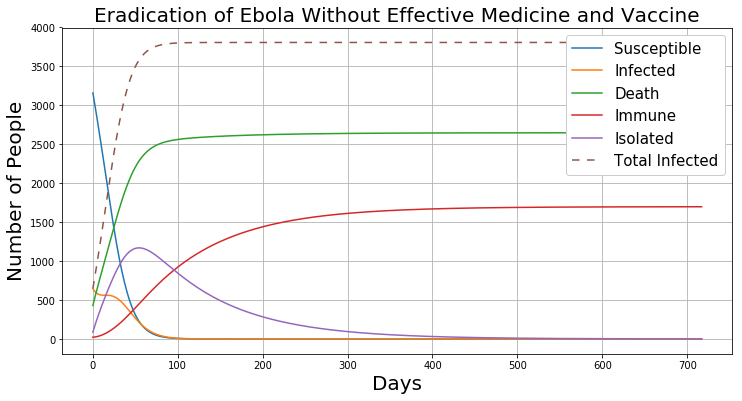 Eradication of Ebola Without Effective Medicine and Vaccine
Number of People
4000
3500
3000
2500
2000
1500
1000
500
0
Susceptible
Infected
Death
Immune
Isolated
Total Infected
0 100 200 300 400 500 600 700
Days